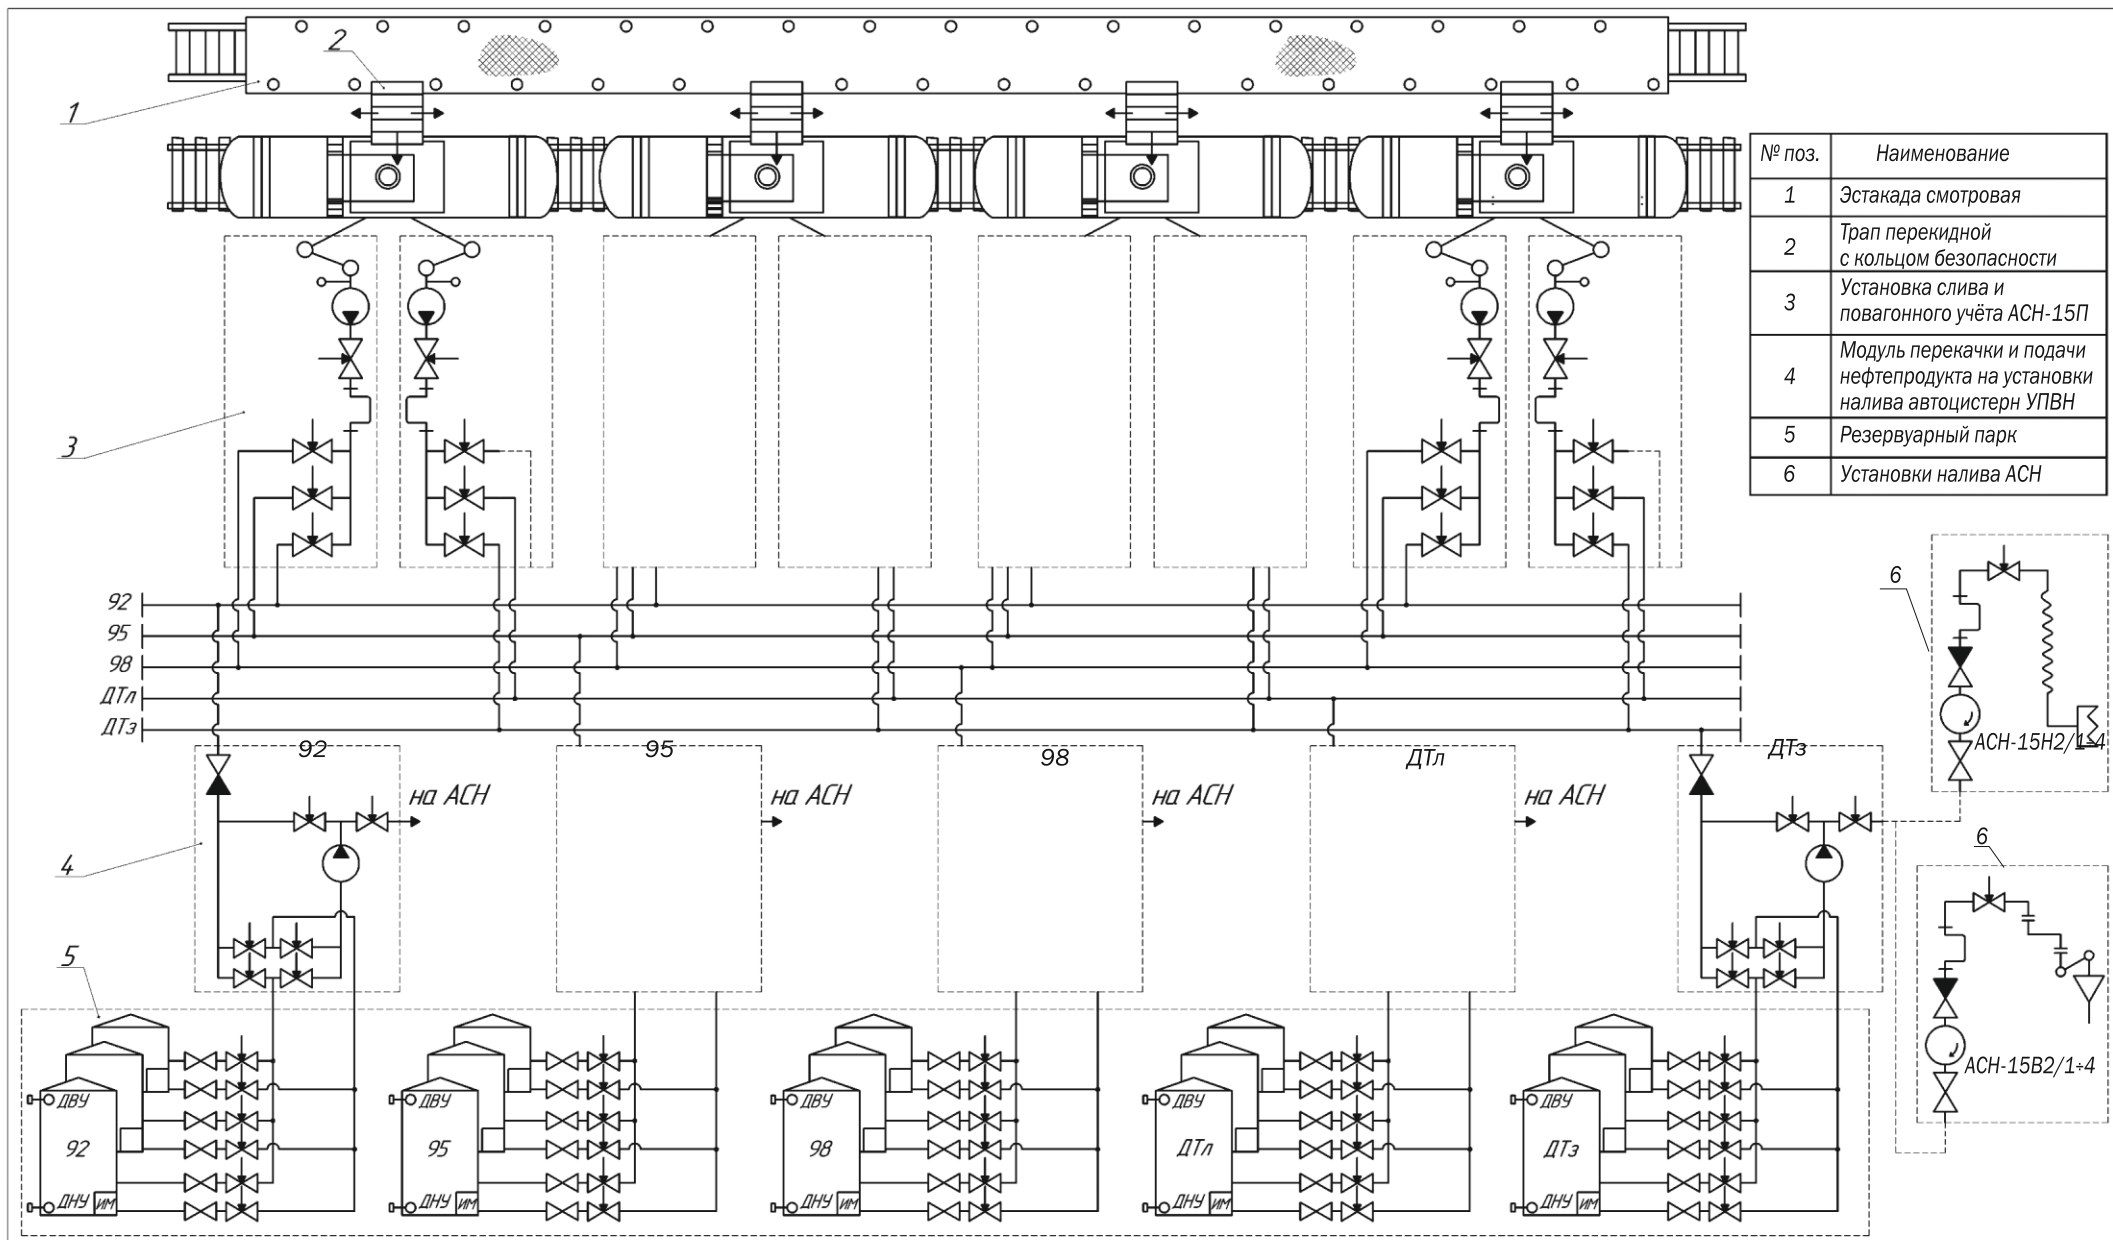 2
1
№ поз.
Наименование
1
Эстакада смотровая
2
Трап перекидной
с кольцом безопасности
3
Установка слива и
повагонного учёта АСН-15П
4
Модуль перекачки и подачи
нефтепродукта на установки
налива автоцистерн УПВН
5
Резервуарный парк
6
Установки налива АСН
3
6
92
95
98
ДТл
ДТз
АСН-15Н2/1÷4
92
95
98
ДТл
ДТз
на АСН
на АСН
на АСН
на АСН
4
6
5
АСН-15В2/1÷4
ДВУ
ДВУ
ДВУ
ДВУ
ДВУ
92
95
98
ДТл
ДТз
ДНУ ИМ
ДНУ ИМ
ДНУ ИМ
ДНУ ИМ
ДНУ ИМ